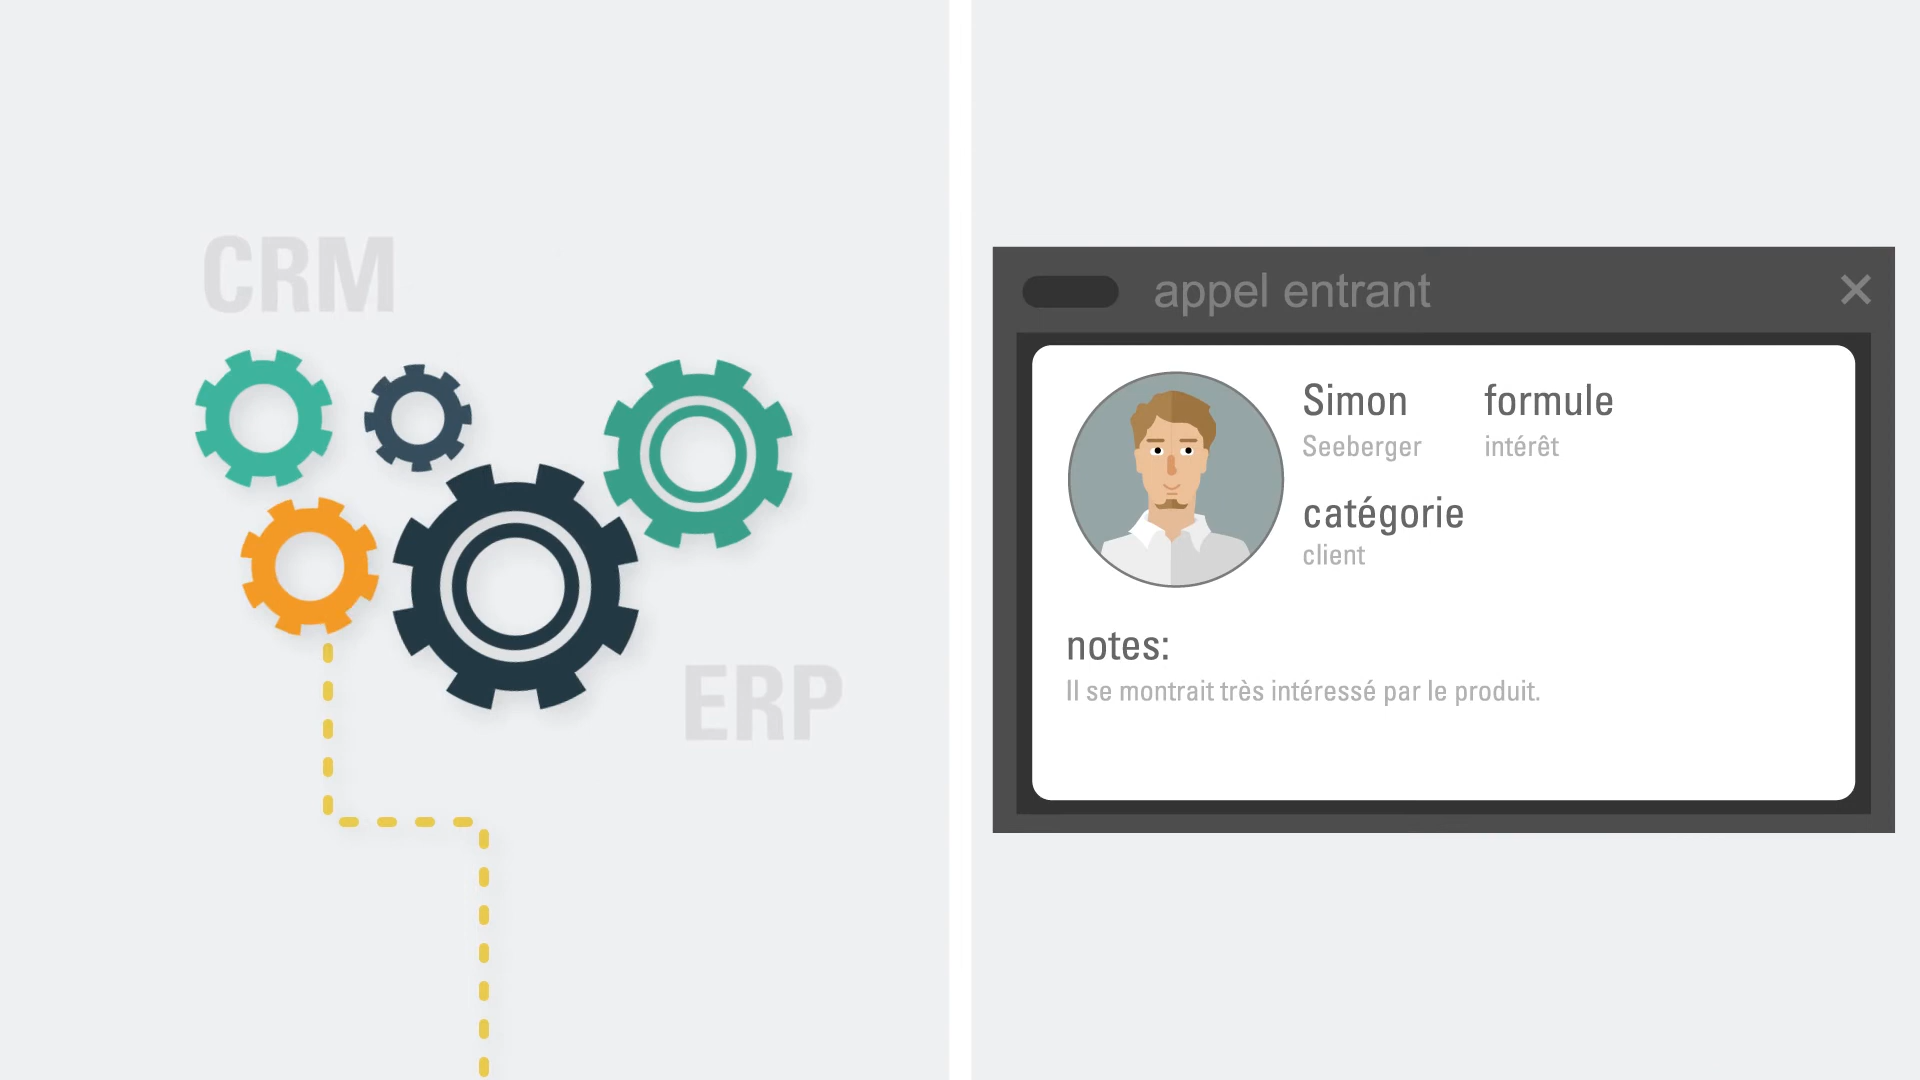 CRM
ERP
appel entrant
Simon
Seeberger
formule
intérêt
catégorie
client
notes:
Il se montrait très intéressé par le produit.